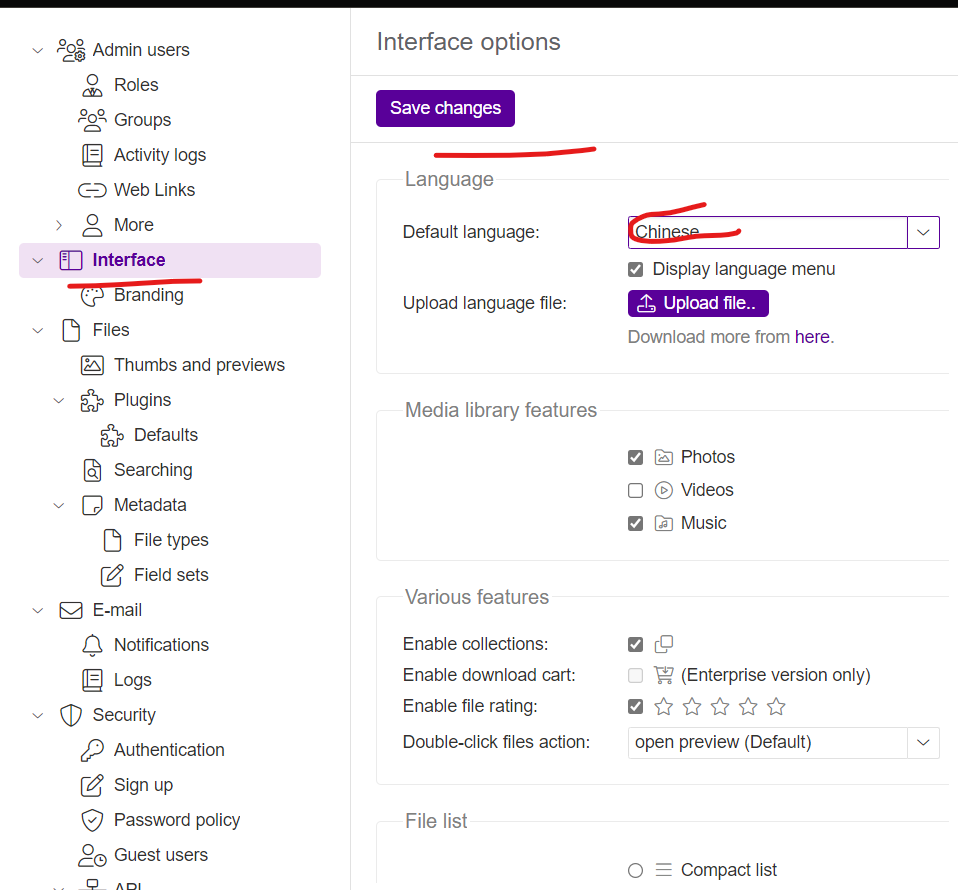 Admin users
Roles
Groups
Activity logs
Web Links
More
Interface
Branding
Files
Thumbs and previews
Plugins
Defaults
Searching
Metadata
File types
Field sets
E-mail
Notifications
Logs
Security
Authentication
Sign up
Password policy
Guest users
API
Interface options
Save changes
Language
Default language:
Chinese
Display language menu
Upload language file:
Upload file..
Download more from here.
Media library features
Photos
Videos
Music
Various features
Enable collections:
Enable download cart:
(Enterprise version only)
Enable file rating:
Double-click files action:
open preview (Default)
File list
Compact list